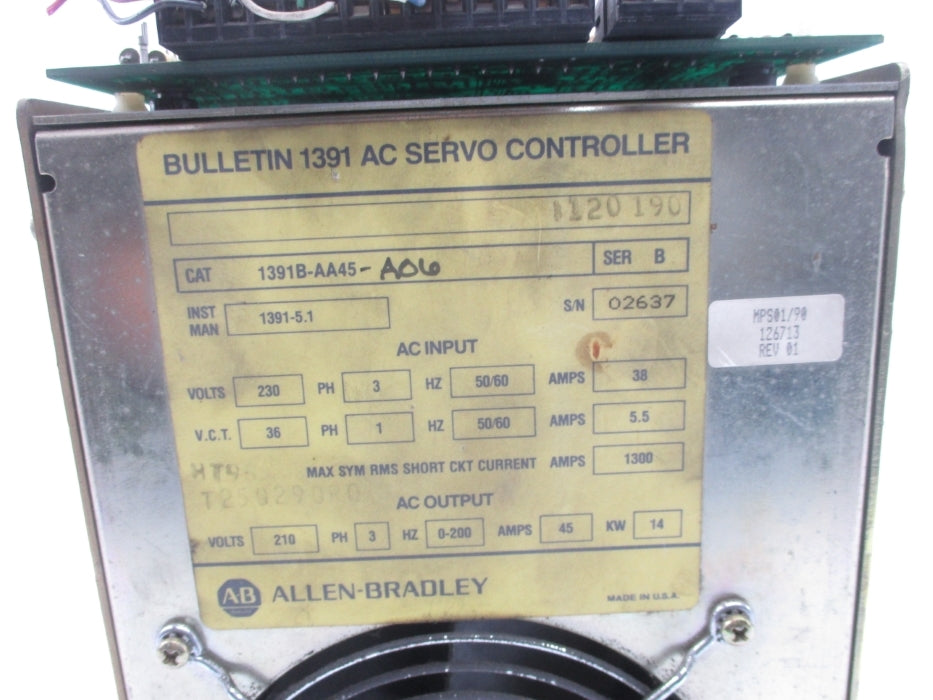 BULLETIN 1391 AC SERVO CONTROLLER
120 190
CAT 1391B-AA45-A06 SER B
INST MAN 1391-5.1 S/N 02637
MPS01/90
126713
REV 01
AC INPUT
VOLTS 230 PH 3 HZ 50/60 AMPS 38
V.C.T. 36 PH 1 HZ 50/60 AMPS 5.5
MAX SYM RMS SHORT CKT CURRENT AMPS 1300
AC OUTPUT
VOLTS 210 PH 3 HZ 0-200 AMPS 45 KW 14
AB ALLEN-BRADLEY
MADE IN U.S.A.